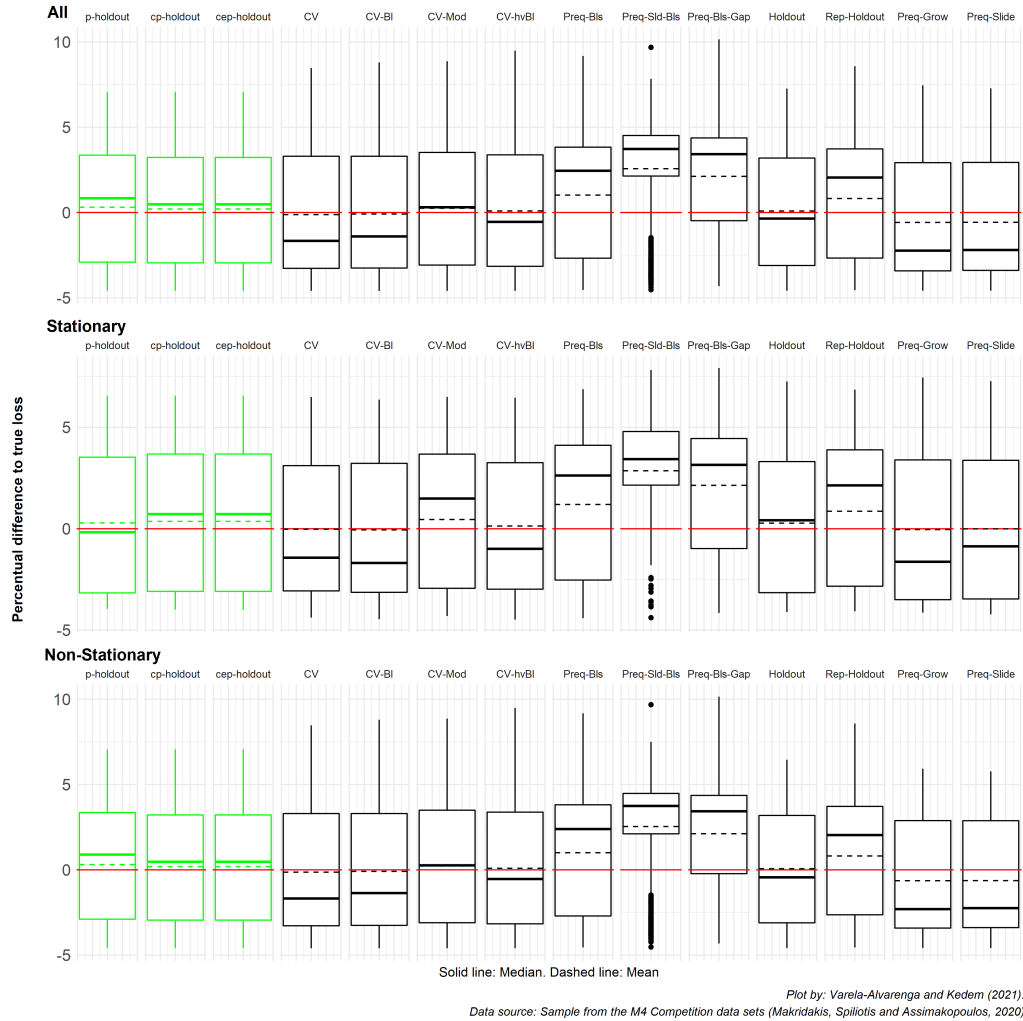 All
p-holdout cp-holdout cep-holdout CV CV-Bl CV-Mod CV-hvBl Preq-Bls Preq-Sld-Bls Preq-Bls-Gap Holdout Rep-Holdout Preq-Grow Preq-Slide
10
5
0
-5
Stationary
p-holdout cp-holdout cep-holdout CV CV-Bl CV-Mod CV-hvBl Preq-Bls Preq-Sld-Bls Preq-Bls-Gap Holdout Rep-Holdout Preq-Grow Preq-Slide
5
0
-5
Percentual difference to true loss
Non-Stationary
p-holdout cp-holdout cep-holdout CV CV-Bl CV-Mod CV-hvBl Preq-Bls Preq-Sld-Bls Preq-Bls-Gap Holdout Rep-Holdout Preq-Grow Preq-Slide
10
5
0
-5
Solid line: Median. Dashed line: Mean
Plot by: Varela-Alvarenga and Kedem (2021).
Data source: Sample from the M4 Competition data sets (Makridakis, Spiliotis and Assimakopoulos, 2020)